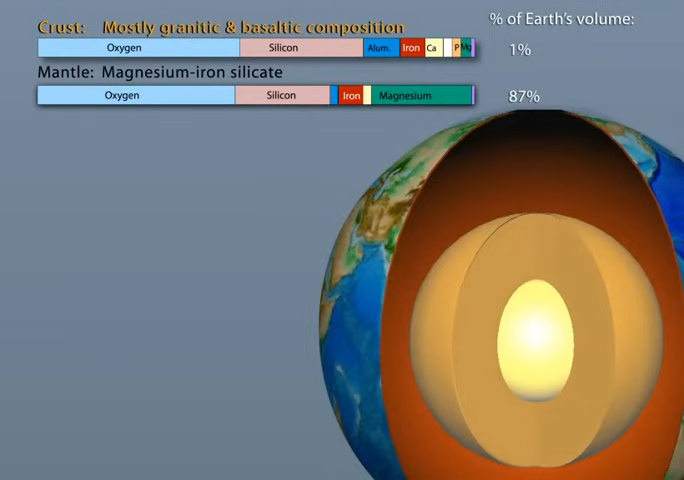 Crust: Mostly granitic & basaltic composition
% of Earth's volume:
Oxygen Silicon Alum. Iron Ca P Mg
1%
Mantle: Magnesium-iron silicate
Oxygen Silicon Iron Magnesium
87%